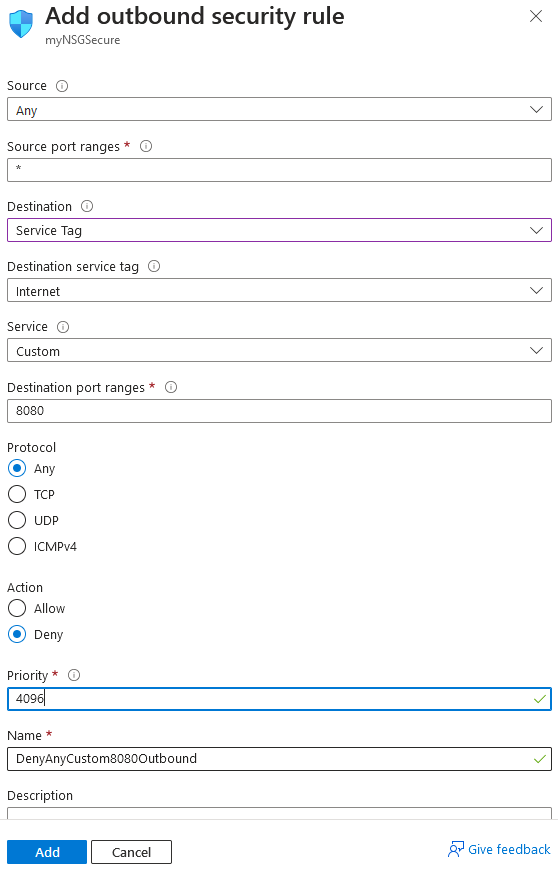 Add outbound security rule
myNSGSecure
Source
Any
Source port ranges *
*
Destination
Service Tag
Destination service tag
Internet
Service
Custom
Destination port ranges *
8080
Protocol
Any
TCP
UDP
ICMPv4
Action
Allow
Deny
Priority *
4096
Name *
DenyAnyCustom8080Outbound
Description
Add
Cancel
Give feedback